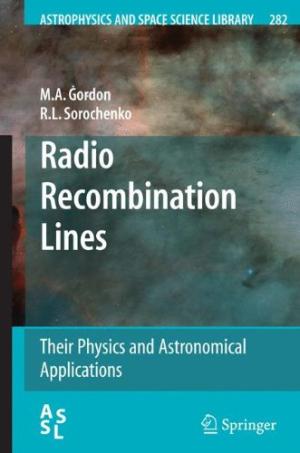 ASTROPHYSICS AND SPACE SCIENCE LIBRARY 282
M.A. Gordon
R.L. Sorochenko
Radio
Recombination
Lines
Their Physics and Astronomical
Applications
A S
S L
Springer